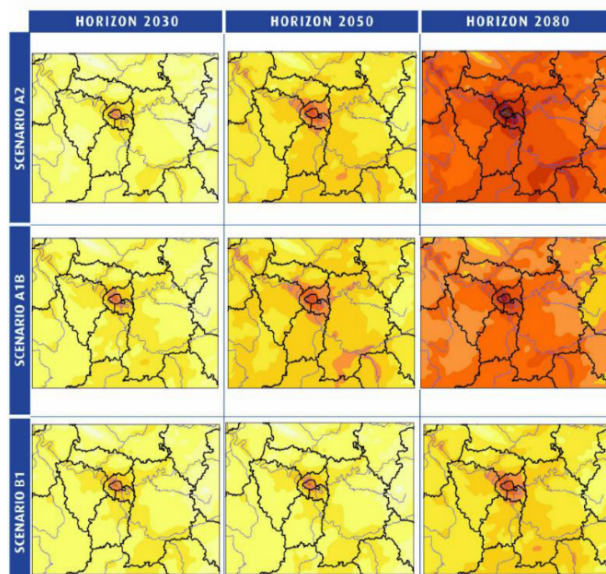 HORIZON 2030
HORIZON 2050
HORIZON 2080
SCENARIO A2
SCENARIO A1B
SCENARIO B1